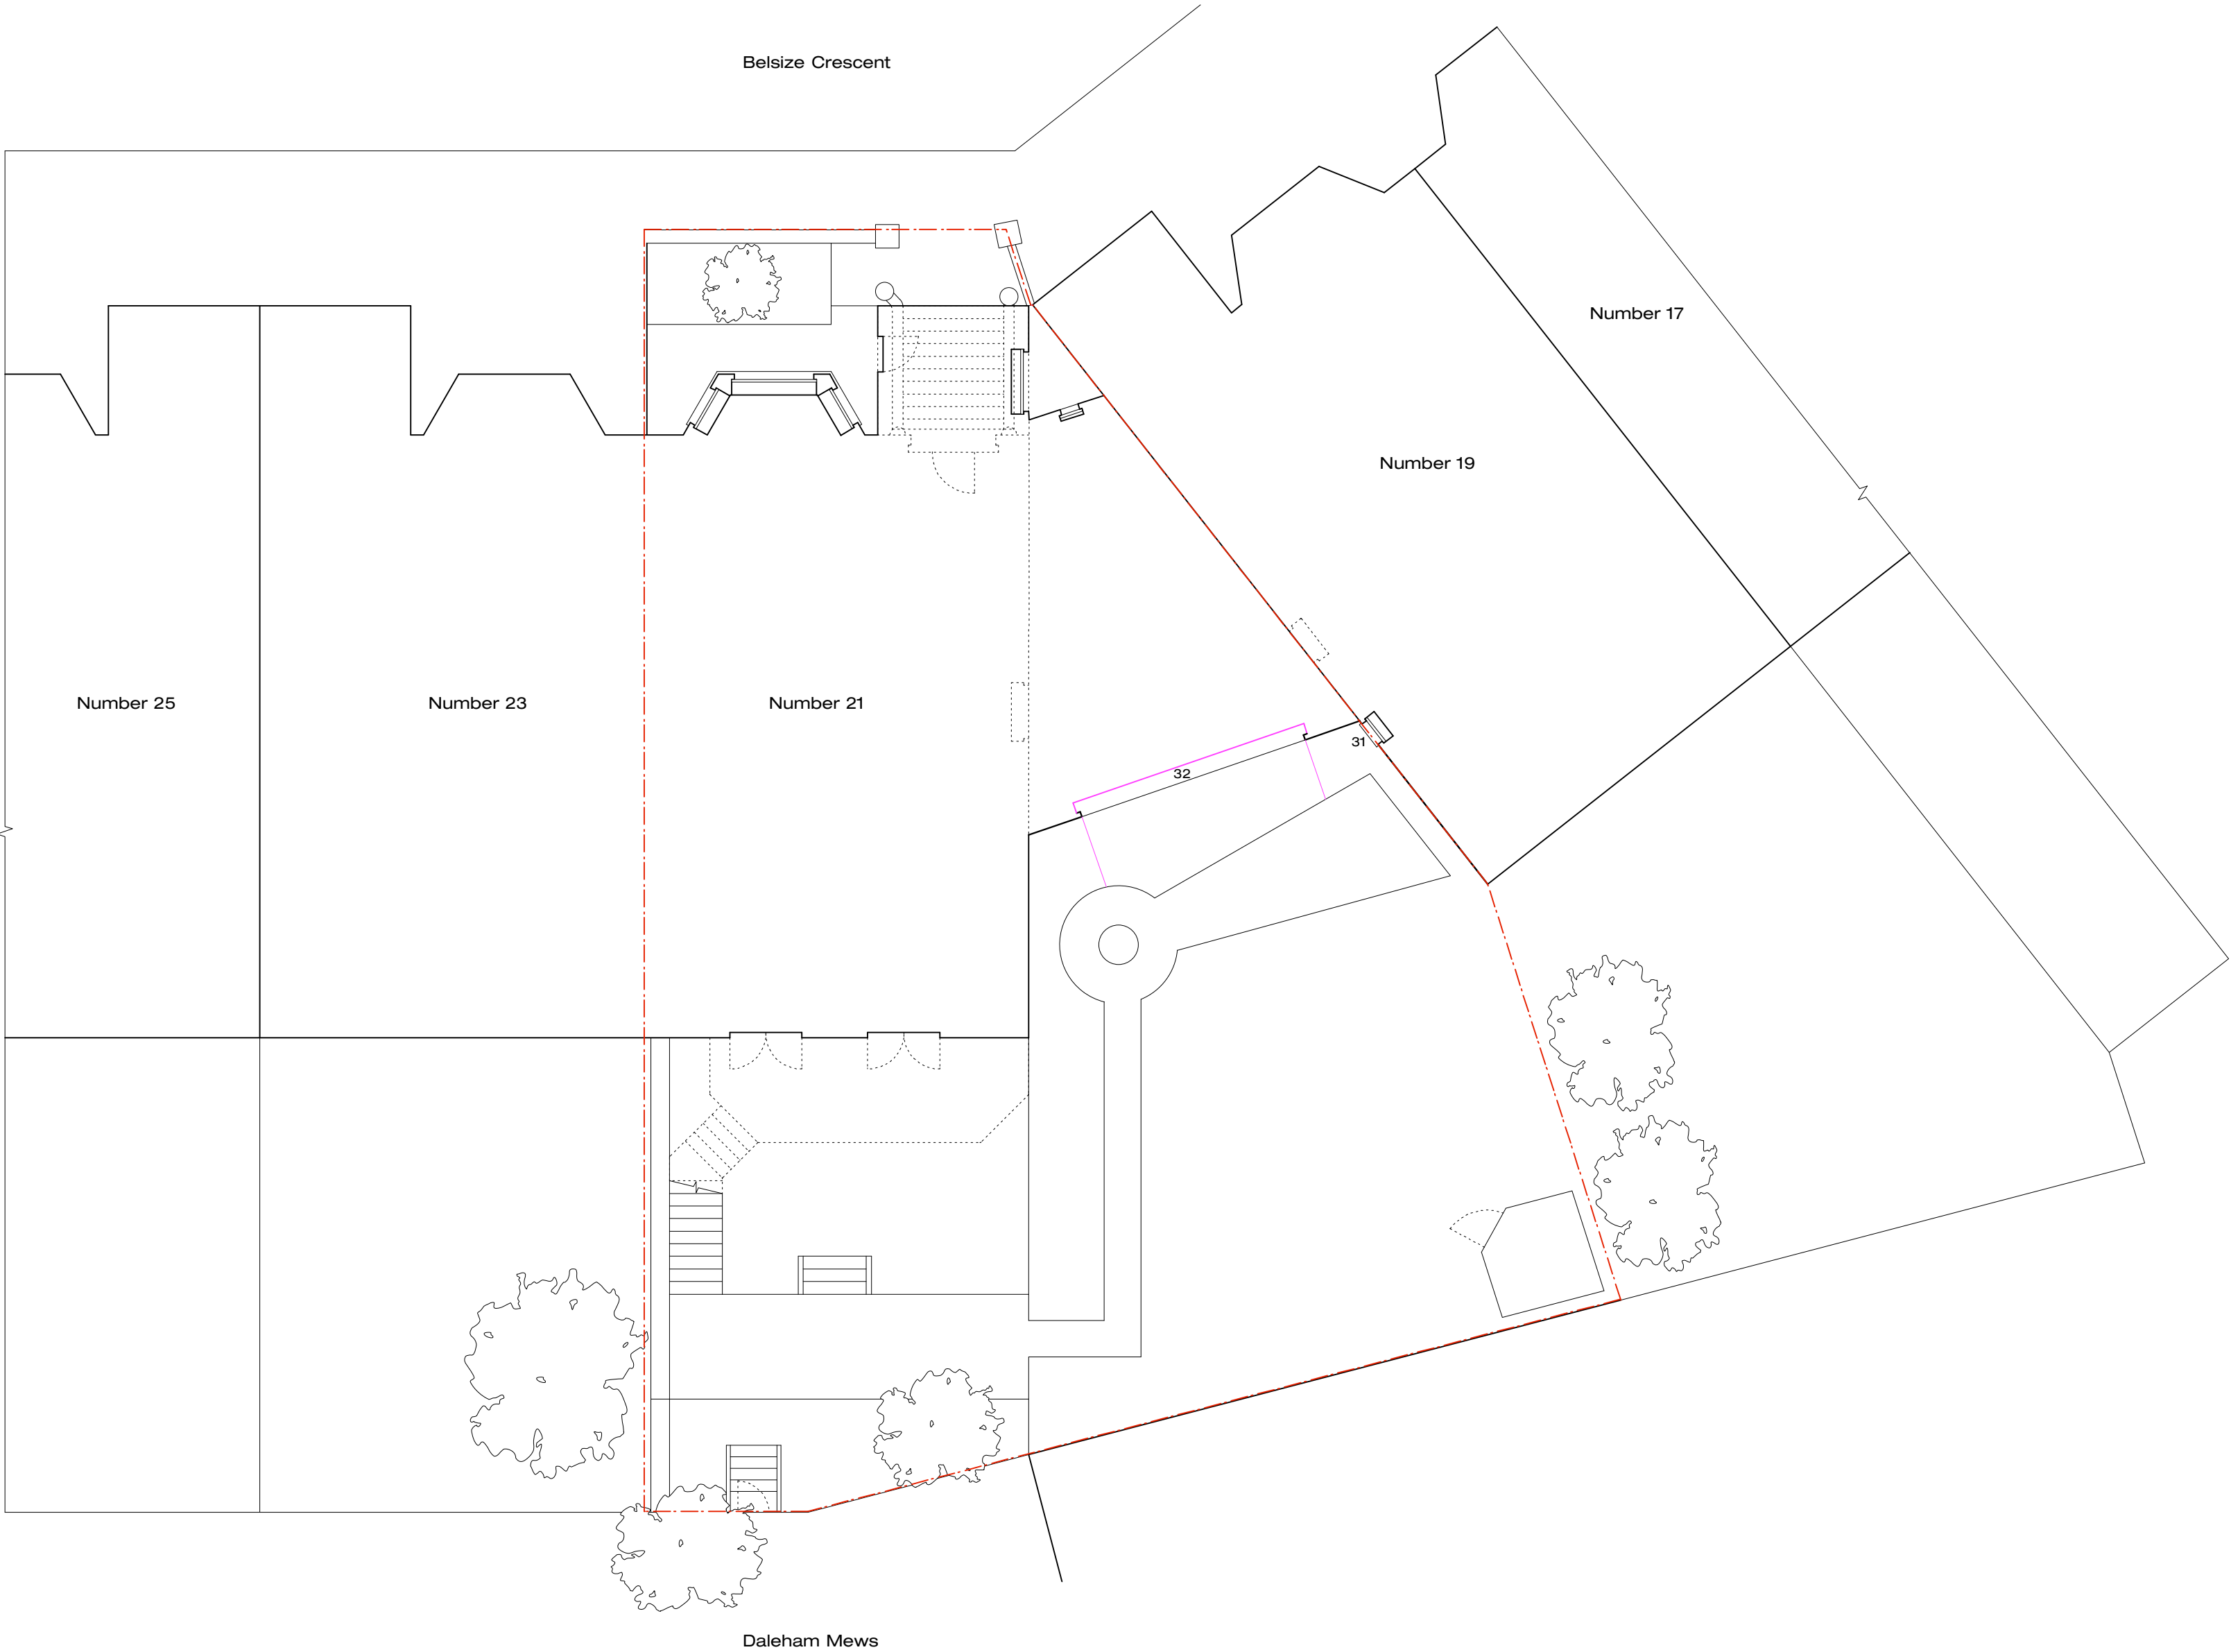 Belsize Crescent
Number 17
Number 19
Number 25
Number 23
Number 21
31
32
Daleham Mews